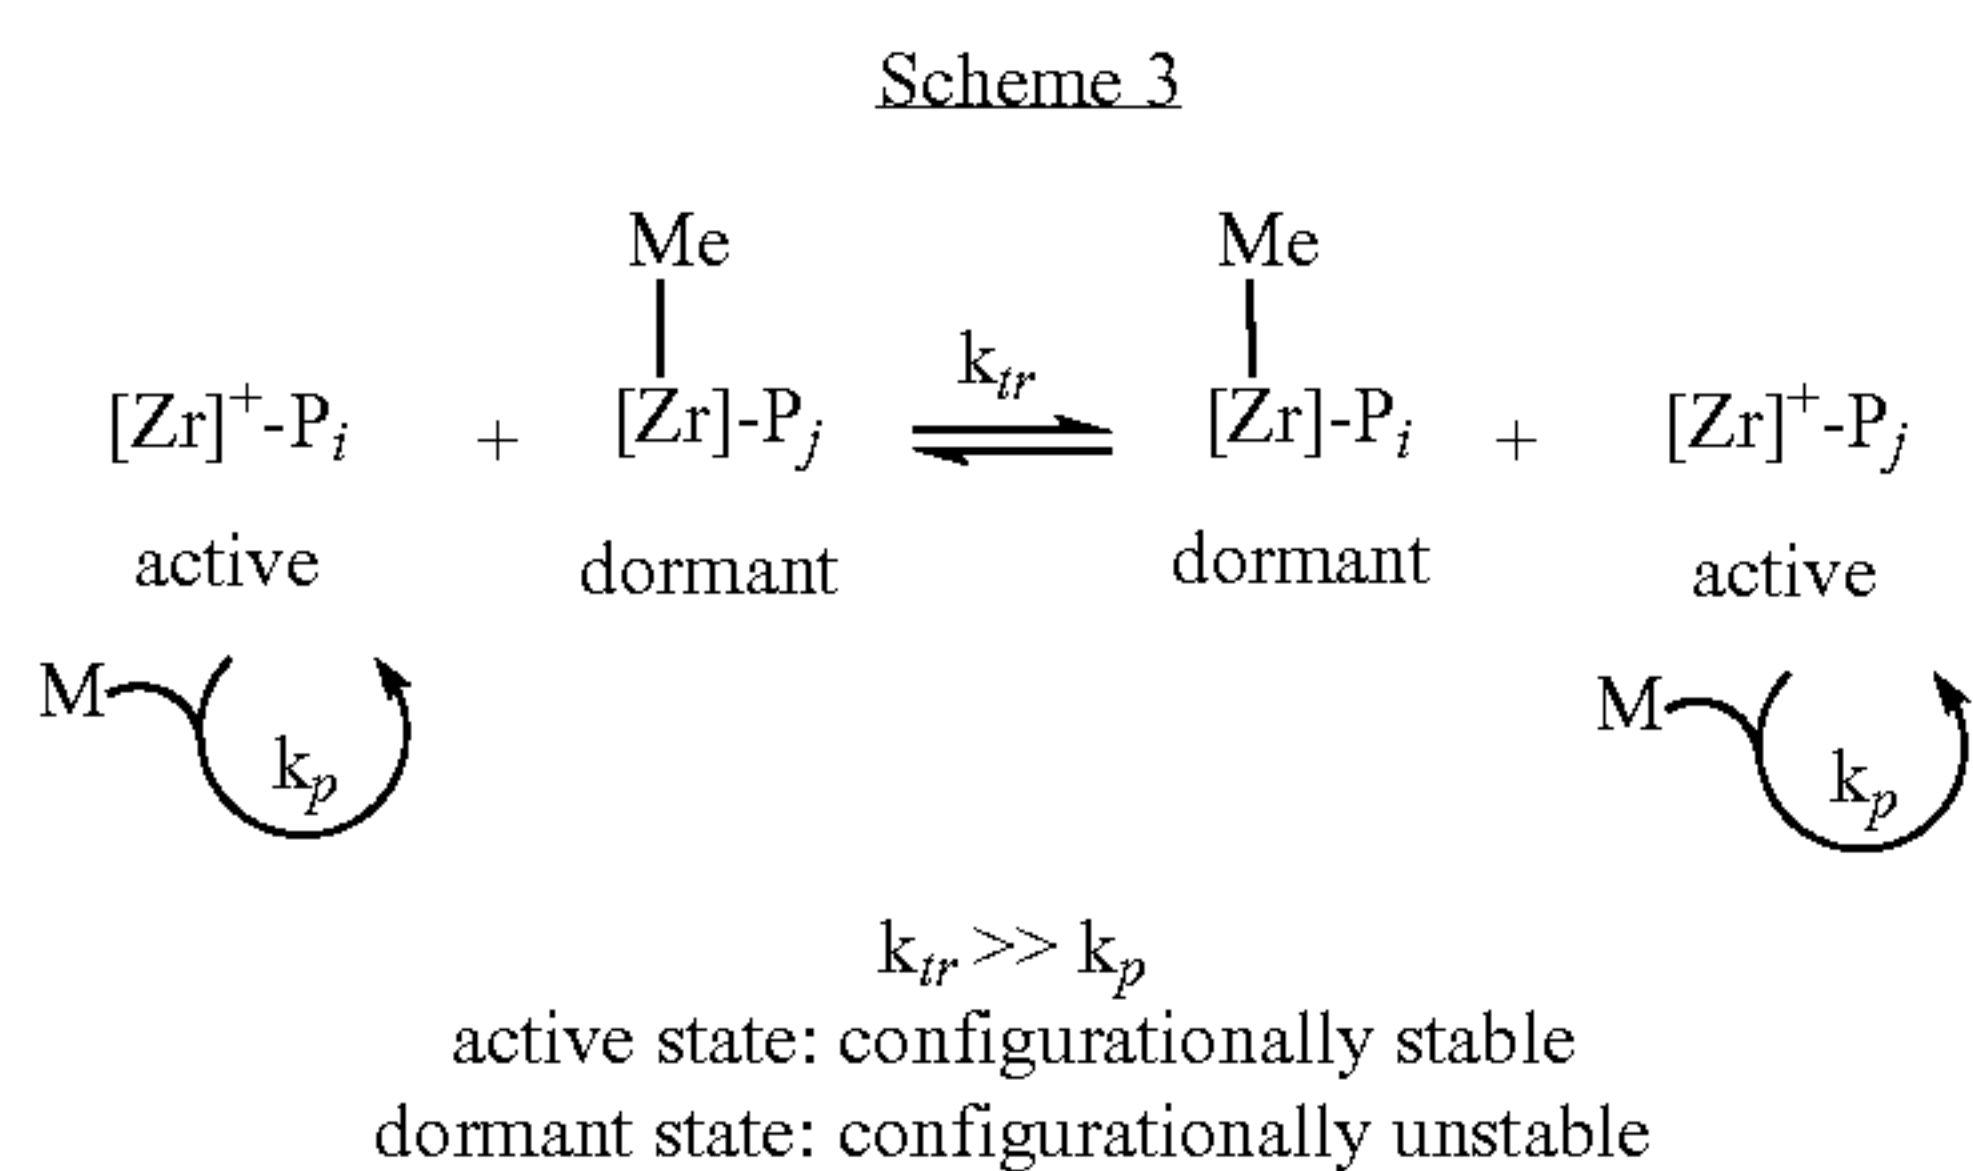 Scheme 3
Me Me
[Zr]⁺-Pᵢ + [Zr]-Pⱼ kₜᵣ [Zr]-Pᵢ + [Zr]⁺-Pⱼ
active dormant dormant active
M kₚ M kₚ
kₜᵣ >> kₚ
active state: configurationally stable
dormant state: configurationally unstable